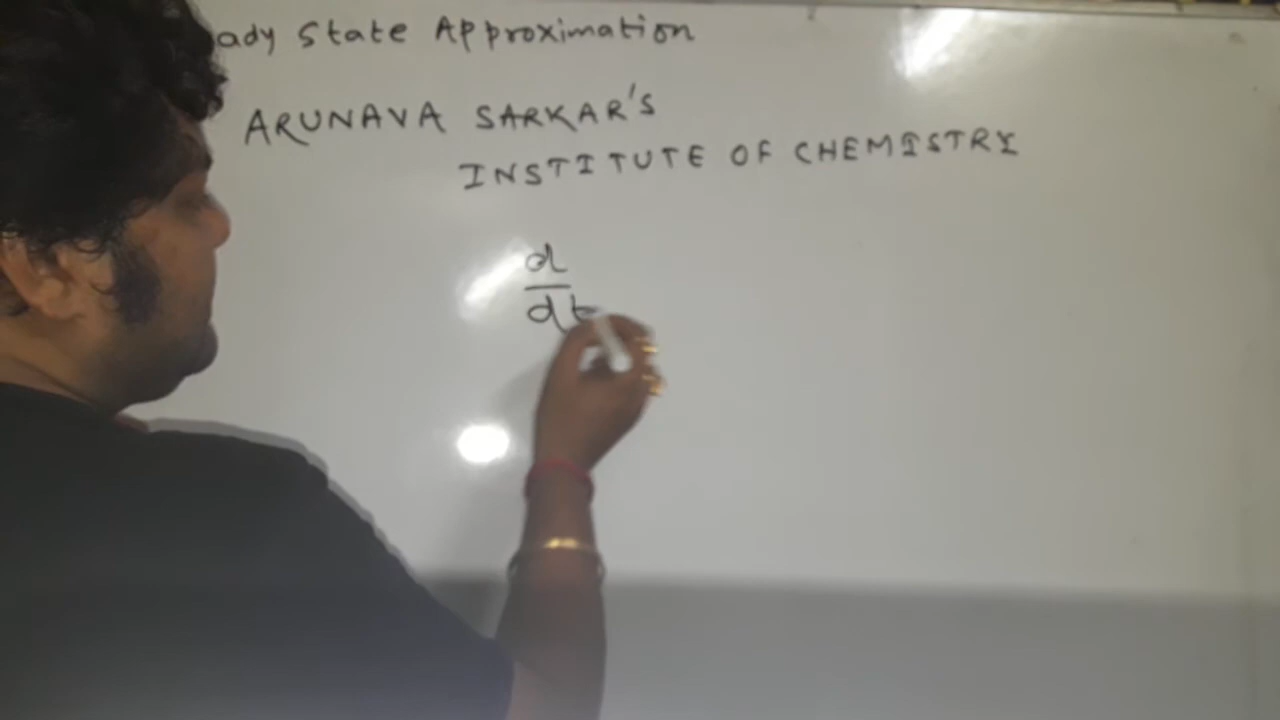 ady State Approximation
ARUNAVA SARKAR'S
INSTITUTE OF CHEMISTRY
d
dt